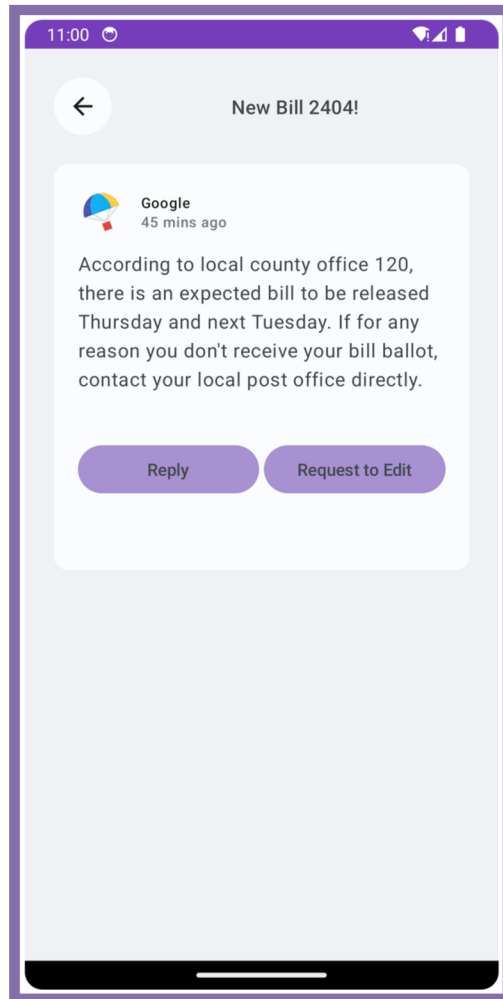 11:00
New Bill 2404!
Google
45 mins ago
According to local county office 120,
there is an expected bill to be released
Thursday and next Tuesday. If for any
reason you don't receive your bill ballot,
contact your local post office directly.
Reply
Request to Edit